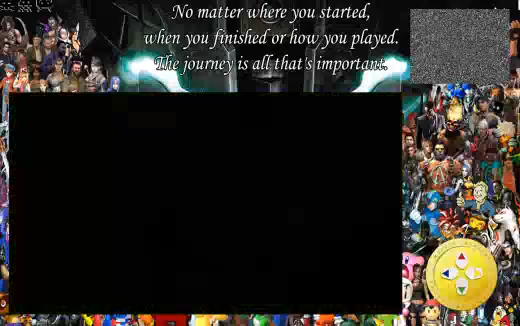 No matter where you started,
when you finished or how you played.
The journey is all that's important.